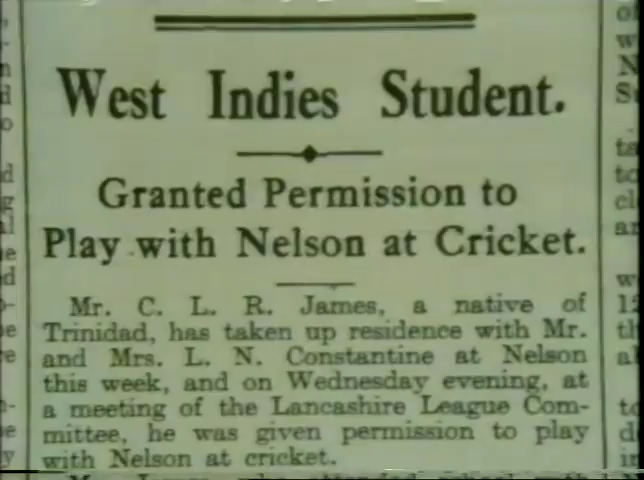 West Indies Student.
Granted Permission to
Play with Nelson at Cricket.
Mr. C. L. R. James, a native of
Trinidad, has taken up residence with Mr.
and Mrs. L. N. Constantine at Nelson
this week, and on Wednesday evening, at
a meeting of the Lancashire League Com-
mittee, he was given permission to play
with Nelson at cricket.